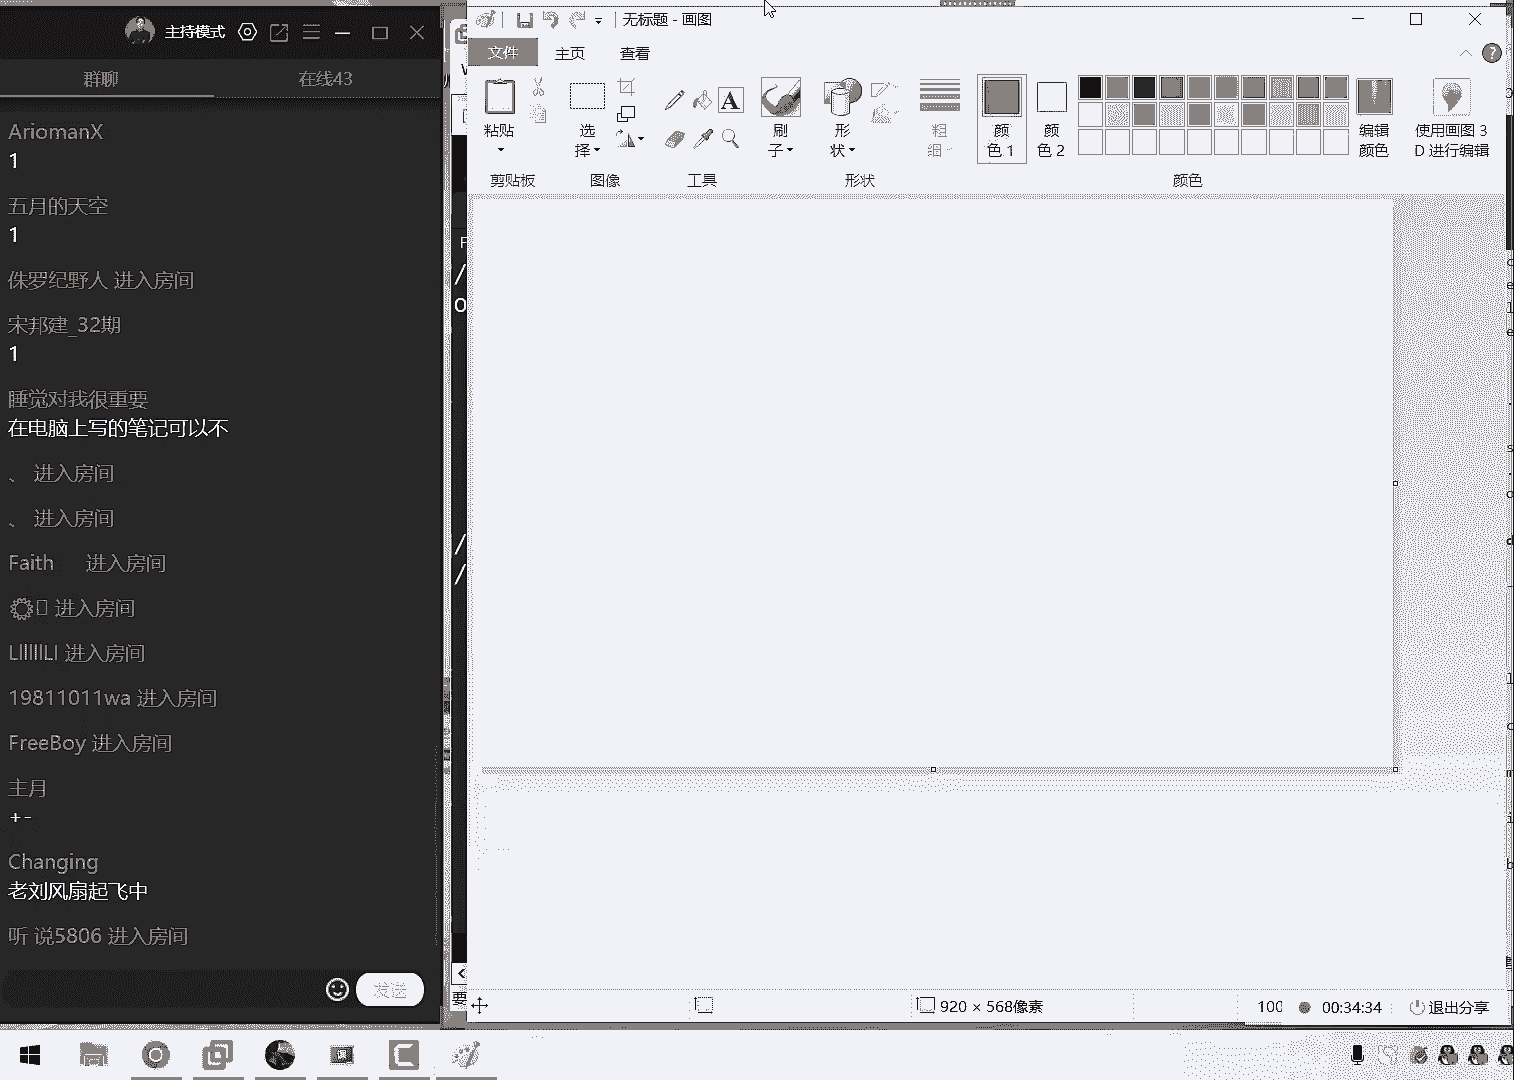 主持模式
群聊
在线43
AriomanX
1
五月的天空
1
侏罗纪野人 进入房间
宋邦建_32期
1
睡觉对我很重要
在电脑上写的笔记可以不
、 进入房间
、 进入房间
Faith 进入房间
进入房间
LIlIIILI 进入房间
19811011wa 进入房间
FreeBoy 进入房间
主月
+-
Changing
老刘风扇起飞中
听 说5806 进入房间
发送
无标题 - 画图
文件
主页
查看
粘贴
选
择
A
刷
子
形
状
粗
细
颜
色 1
颜
色 2
编辑
颜色
使用画图 3
D 进行编辑
剪贴板
图像
工具
形状
颜色
要
920 × 568像素
100
00:34:34
退出分享